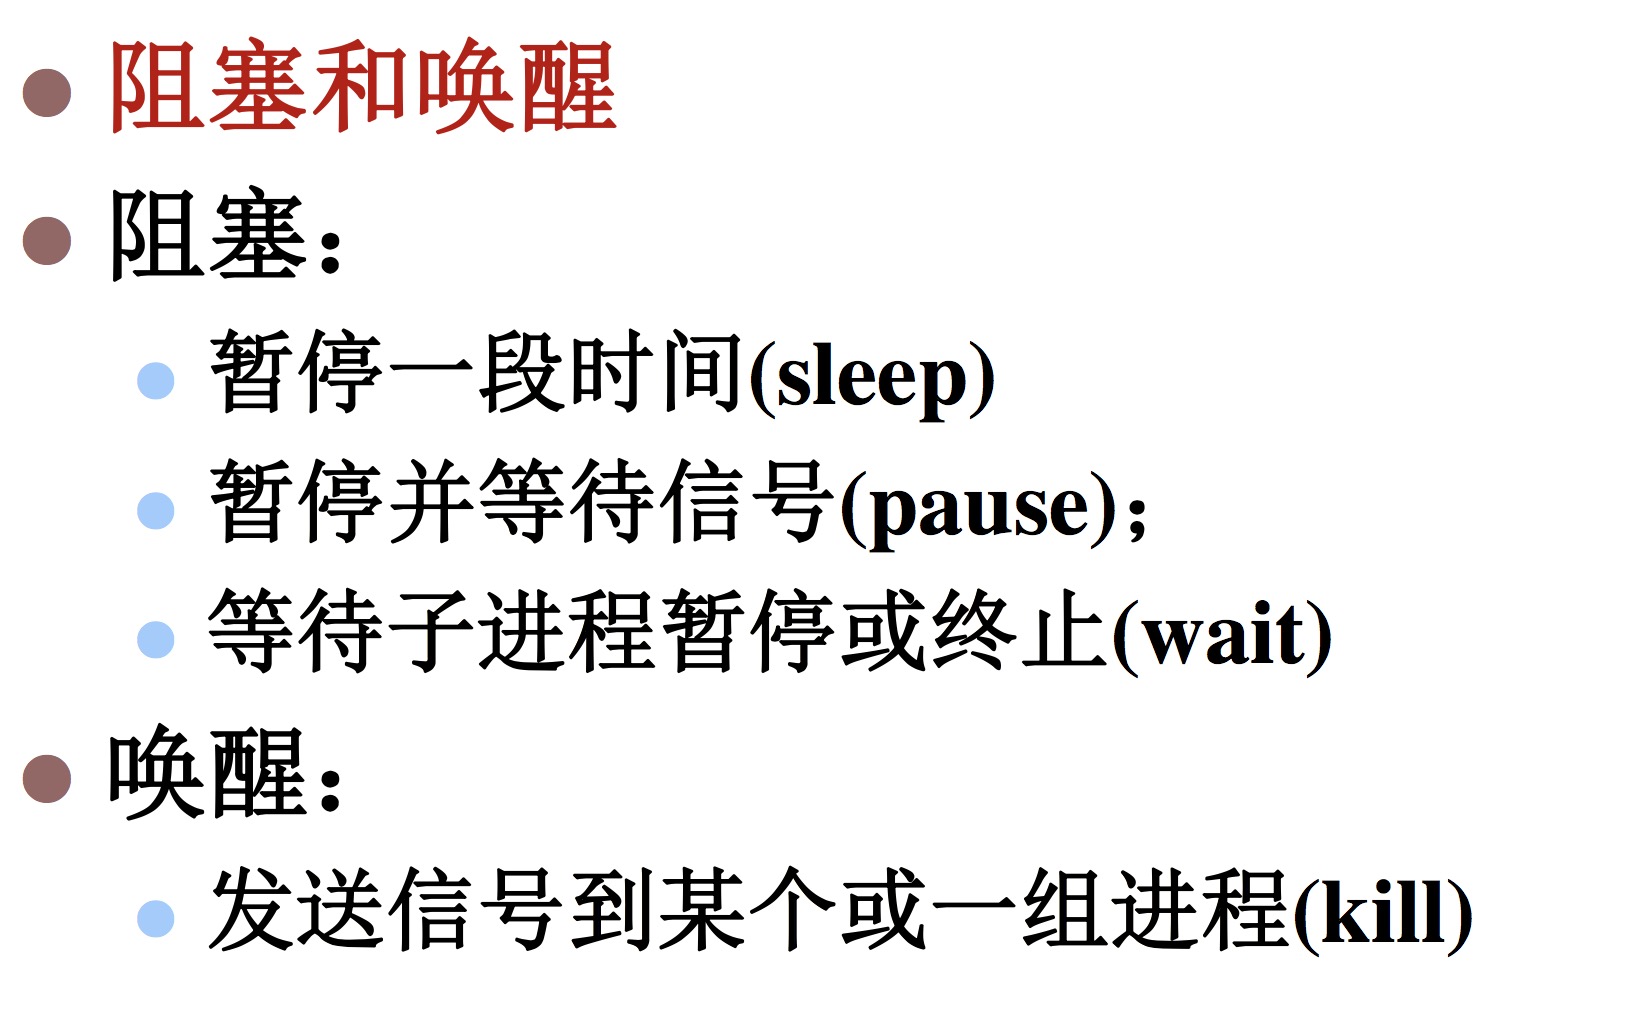 阻塞和唤醒
阻塞：
暂停一段时间(sleep)
暂停并等待信号(pause)；
等待子进程暂停或终止(wait)
唤醒：
发送信号到某个或一组进程(kill)